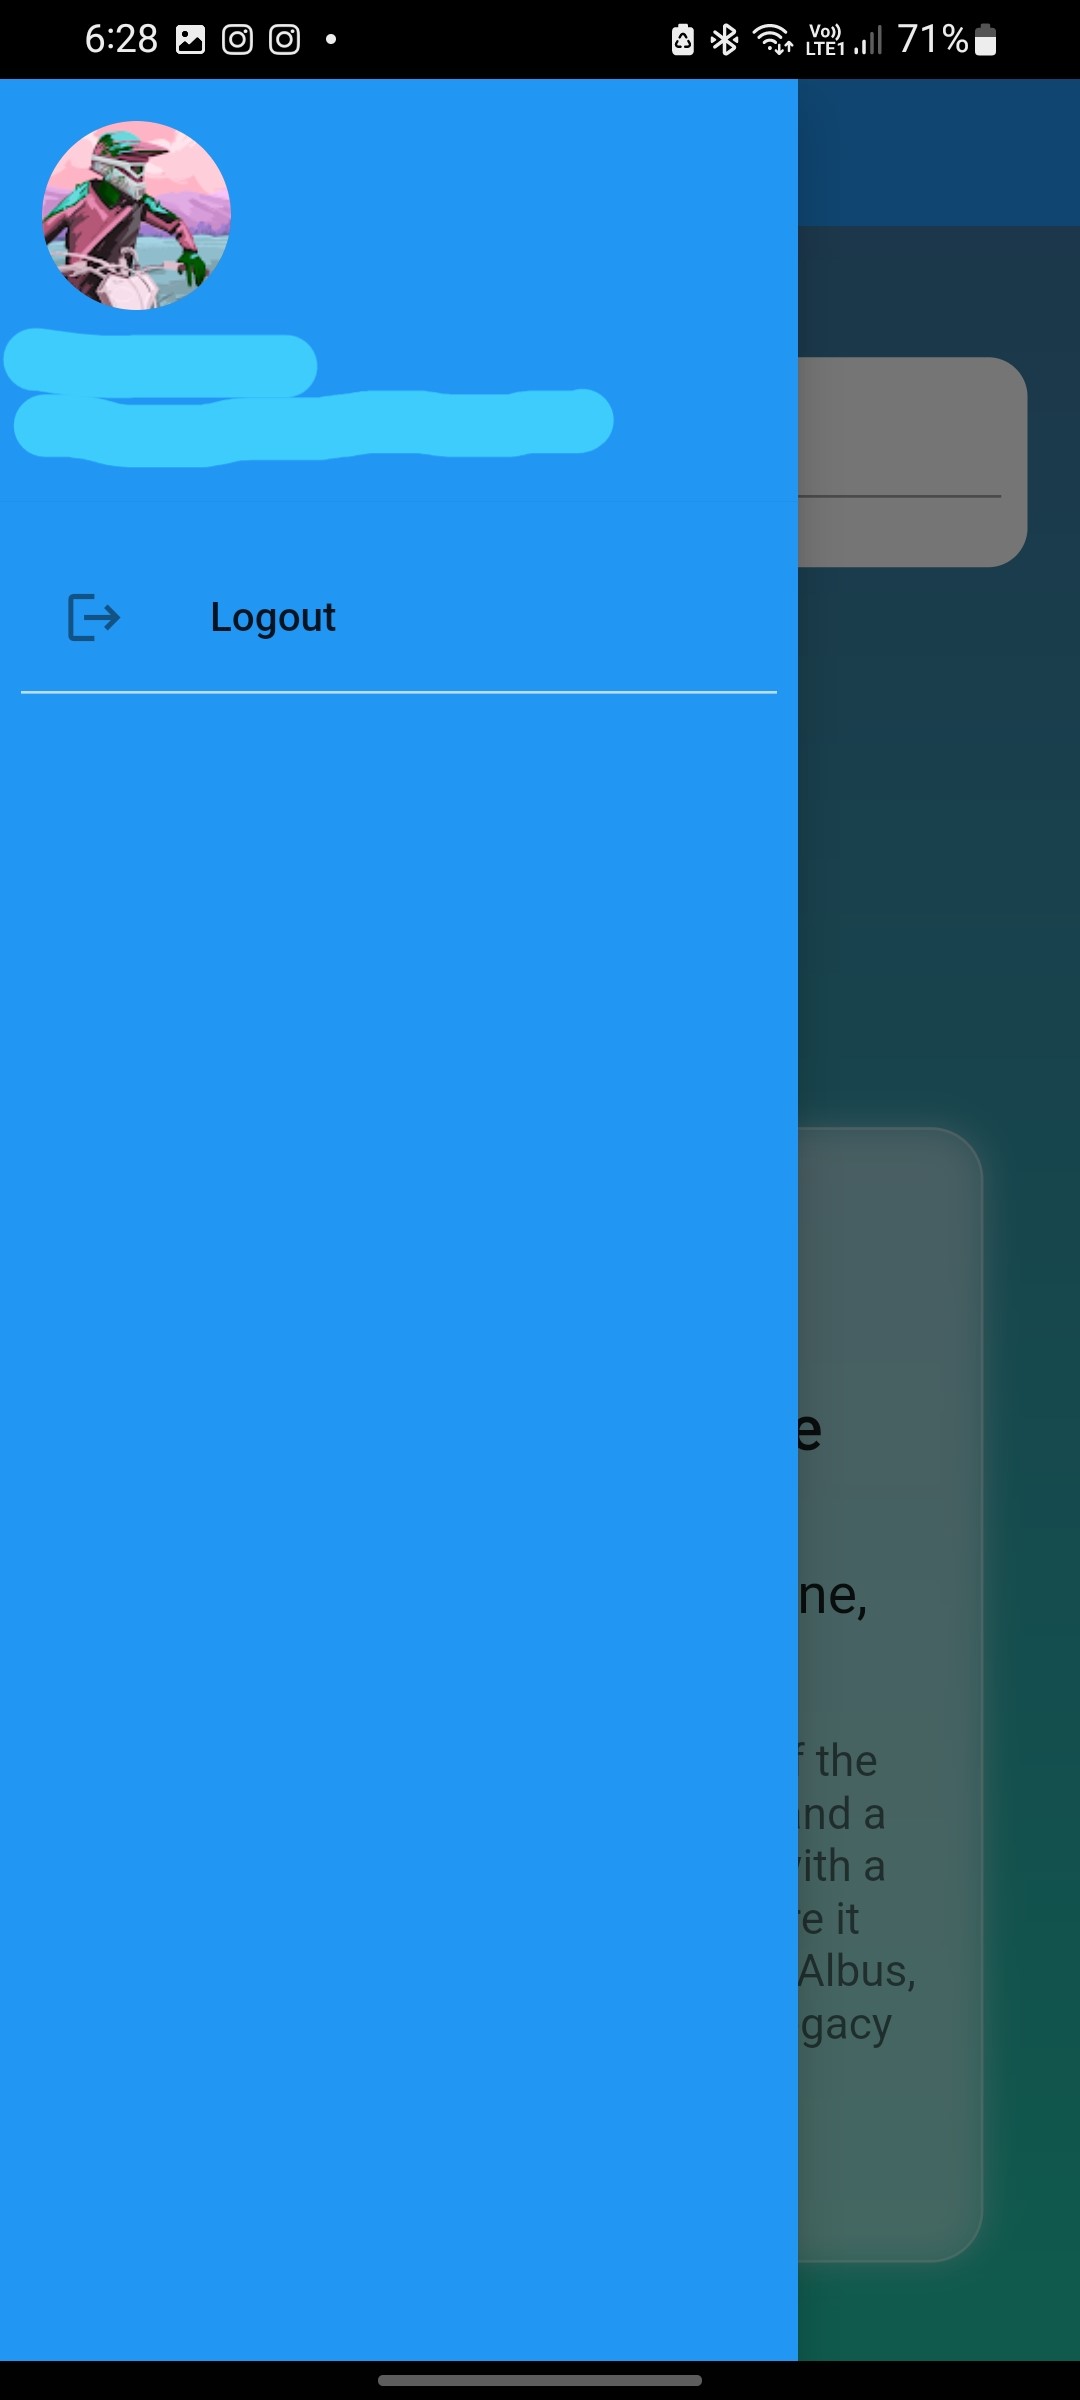 6:28
Vo))
LTE1
71%
Logout
e
ne,
f the
nd a
ith a
e it
Albus,
gacy